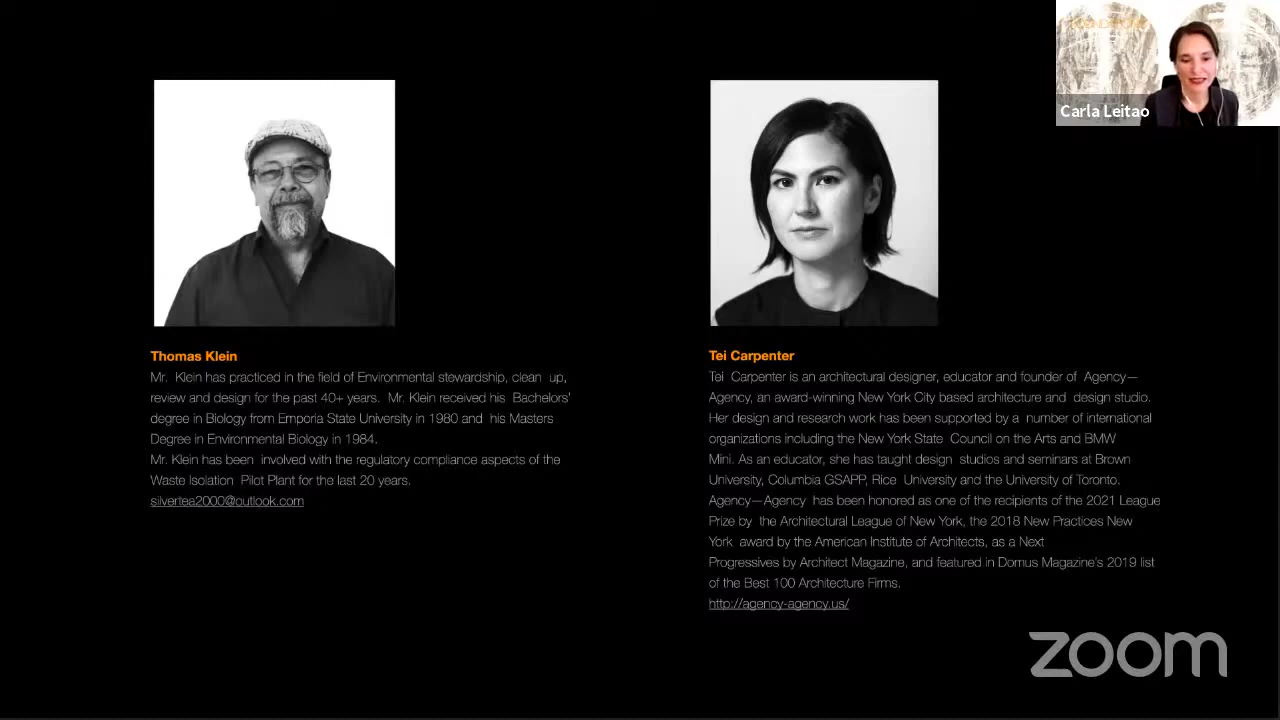 Carla Leitao
Thomas Klein
Mr. Klein has practiced in the field of Environmental stewardship, clean up,
review and design for the past 40+ years. Mr. Klein received his Bachelors'
degree in Biology from Emporia State University in 1980 and his Masters
Degree in Environmental Biology in 1984.
Mr. Klein has been involved with the regulatory compliance aspects of the
Waste Isolation Pilot Plant for the last 20 years.
silvertea2000@outlook.com
Tei Carpenter
Tei Carpenter is an architectural designer, educator and founder of Agency—
Agency, an award-winning New York City based architecture and design studio.
Her design and research work has been supported by a number of international
organizations including the New York State Council on the Arts and BMW
Mini. As an educator, she has taught design studios and seminars at Brown
University, Columbia GSAPP, Rice University and the University of Toronto.
Agency—Agency has been honored as one of the recipients of the 2021 League
Prize by the Architectural League of New York, the 2018 New Practices New
York award by the American Institute of Architects, as a Next
Progressives by Architect Magazine, and featured in Domus Magazine's 2019 list
of the Best 100 Architecture Firms.
http://agency-agency.us/
zoom